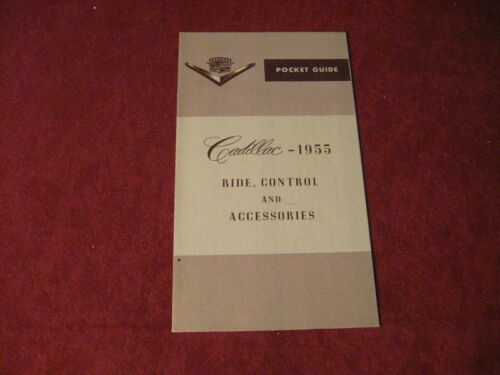 POCKET GUIDE
Cadillac - 1955
RIDE, CONTROL
AND
ACCESSORIES